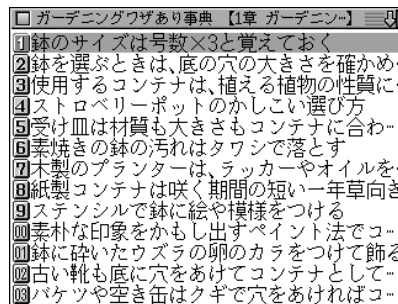 ガーデニングワザあり事典 【1章 ガーデニン…】
1鉢のサイズは号数×3と覚えておく
2鉢を選ぶときは、底の穴の大きさを確かめ…
3使用するコンテナは、植える植物の性質に…
4ストロベリーポットのかしこい選び方
5受け皿は材質も大きさもコンテナに合わ…
6素焼きの鉢の汚れはタワシで落とす
7木製のプランターは、ラッカーやオイルを…
8紙製コンテナは咲く期間の短い一年草向き
9ステンシルで鉢に絵や模様をつける
00素朴な印象をかもし出すペイント法でコ…
01鉢に砕いたウズラの卵のカラをつけて飾る
02古い靴も底に穴をあけてコンテナとして…
03バケツや空き缶はクギで穴をあければコ…